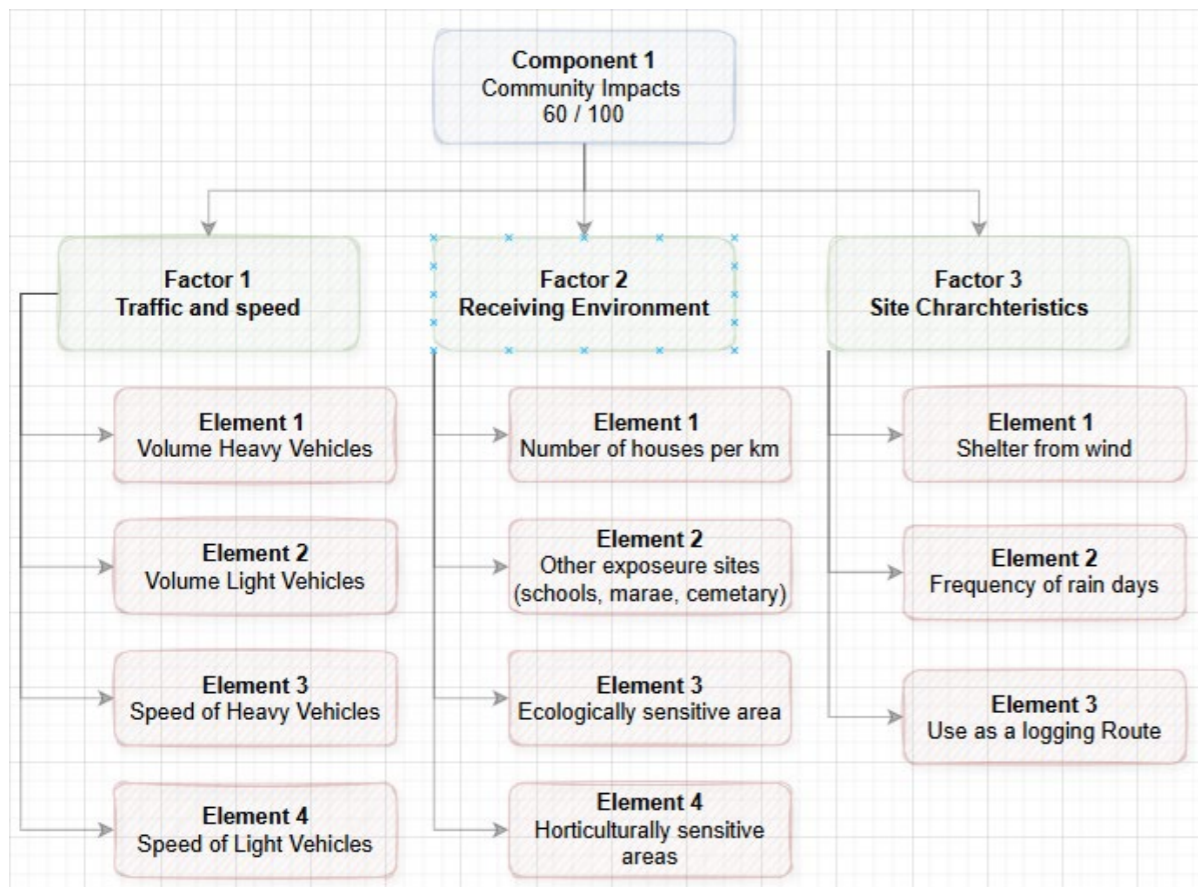 Component 1
Community Impacts
60 / 100
Factor 1
Traffic and speed
Factor 2
Receiving Environment
Factor 3
Site Chrarchteristics
Element 1
Volume Heavy Vehicles
Element 2
Volume Light Vehicles
Element 3
Speed of Heavy Vehicles
Element 4
Speed of Light Vehicles
Element 1
Number of houses per km
Element 2
Other exposeure sites
(schools, marae, cemetary)
Element 3
Ecologically sensitive area
Element 4
Horticulturally sensitive
areas
Element 1
Shelter from wind
Element 2
Frequency of rain days
Element 3
Use as a logging Route